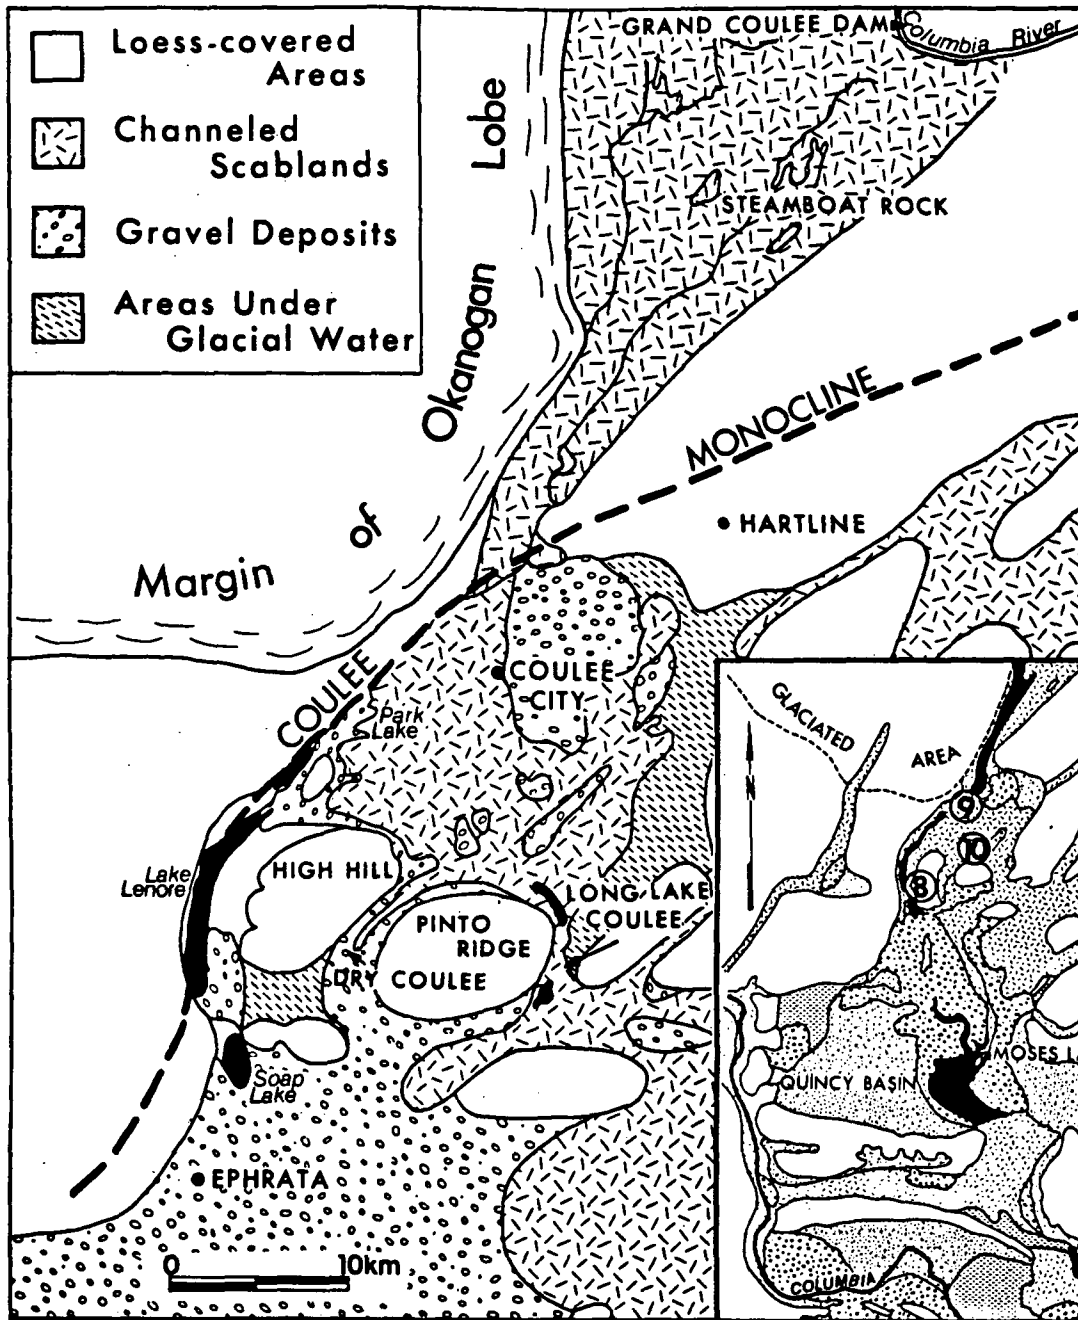 Loess-covered
Areas
Channeled
Scablands
Gravel Deposits
Areas Under
Glacial Water
GRAND COULEE DAM
Columbia River
STEAMBOAT ROCK
Margin of Okanogan Lobe
COULEE MONOCLINE
HARTLINE
COULEE
CITY
Park
Lake
HIGH HILL
Lake
Lenore
PINTO
RIDGE
LONG LAKE
COULEE
DRY COULEE
Soap
Lake
EPHRATA
0 10km
GLACIATED
AREA
N
9
10
8
MOSES L
QUINCY BASIN
COLUMBIA